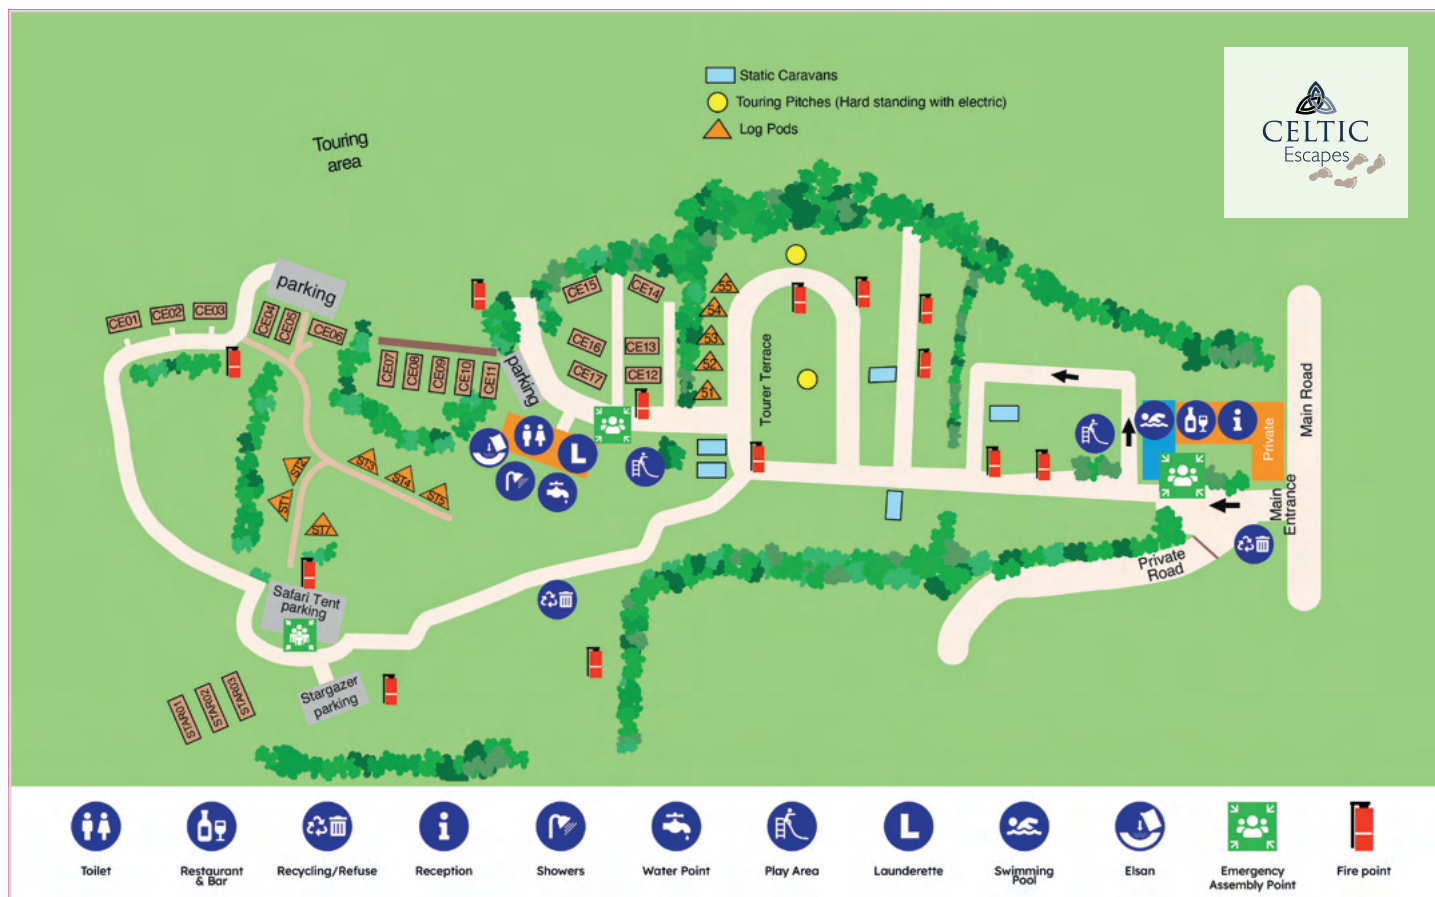 Static Caravans
Touring Pitches (Hard standing with electric)
Log Pods
CELTIC
Escapes
Touring
area
parking
CE01
CE02
CE03
CE04
CE05
CE06
CE07
CE08
CE09
CE10
CE11
parking
CE15
CE14
CE16
CE13
CE17
CE12
55
54
53
52
51
Tourer Terrace
Main Road
Private
Main
Entrance
Private
Road
ST2
ST3
ST4
ST5
ST1
ST7
Safari Tent
parking
Stargazer
parking
STAR01
STAR02
STAR03
L
i
Toilet
Restaurant
& Bar
Recycling/Refuse
i
Reception
Showers
Water Point
Play Area
L
Launderette
Swimming
Pool
Elsan
Emergency
Assembly Point
Fire point